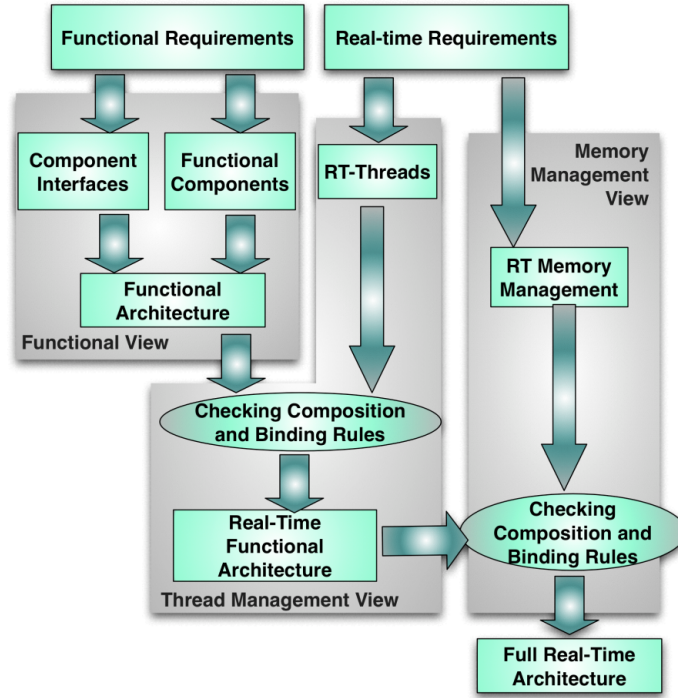 Functional Requirements
Real-time Requirements
Component
Interfaces
Functional
Components
RT-Threads
Memory
Management
View
Functional
Architecture
RT Memory
Management
Functional View
Checking Composition
and Binding Rules
Real-Time
Functional
Architecture
Checking
Composition and
Binding Rules
Thread Management View
Full Real-Time
Architecture